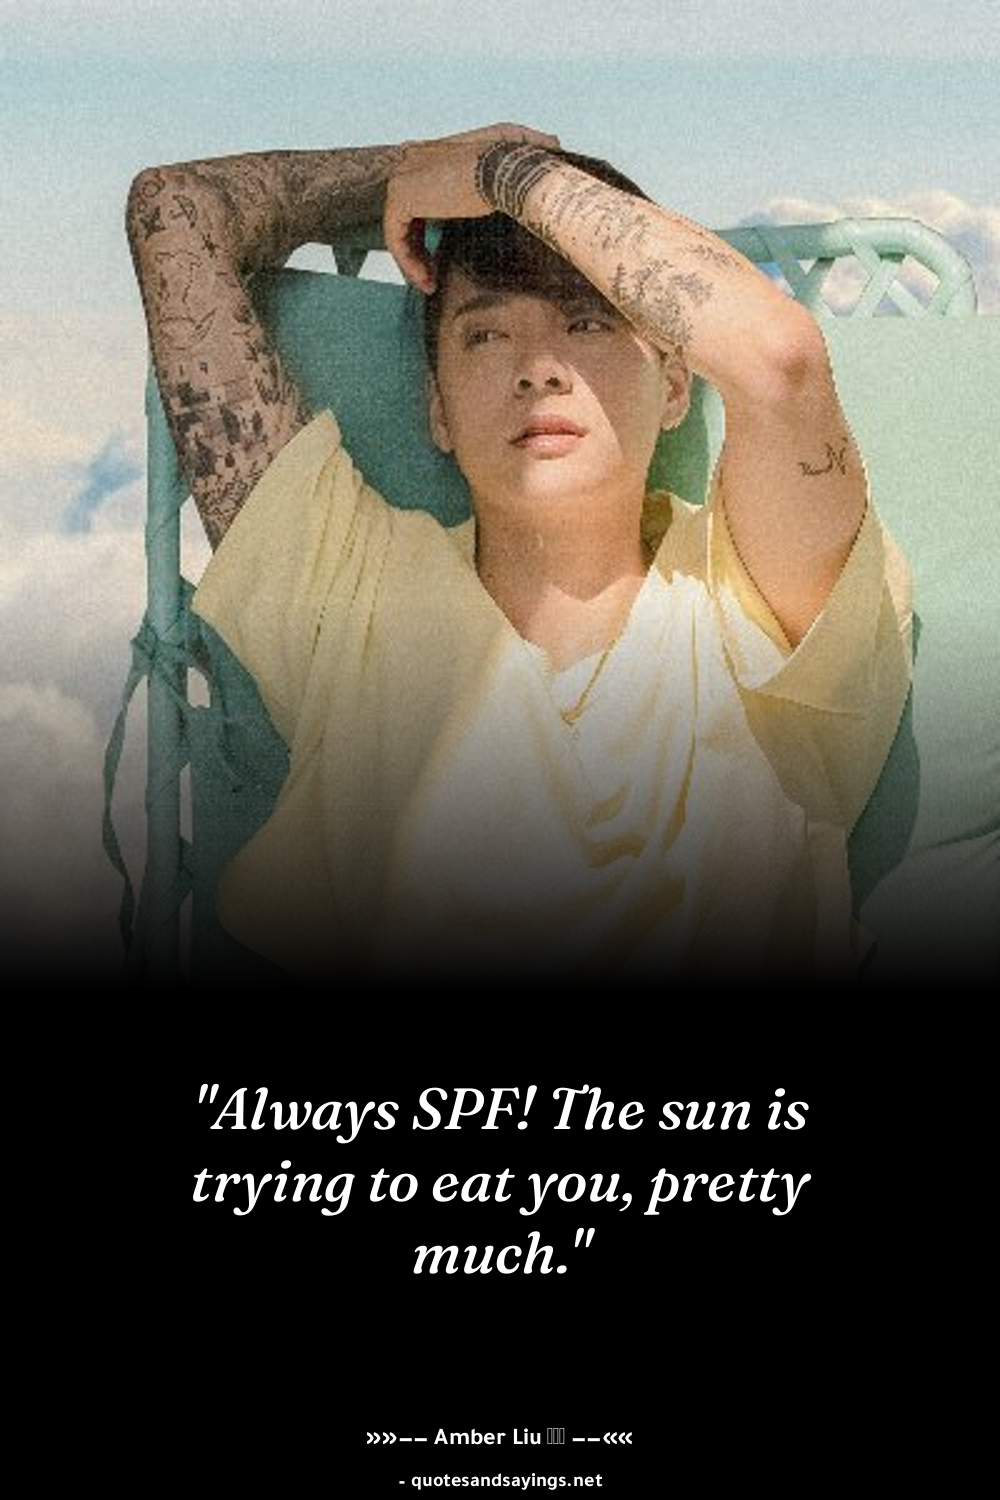 "Always SPF! The sun is
trying to eat you, pretty
much."
»»-- Amber Liu --««
- quotesandsayings.net